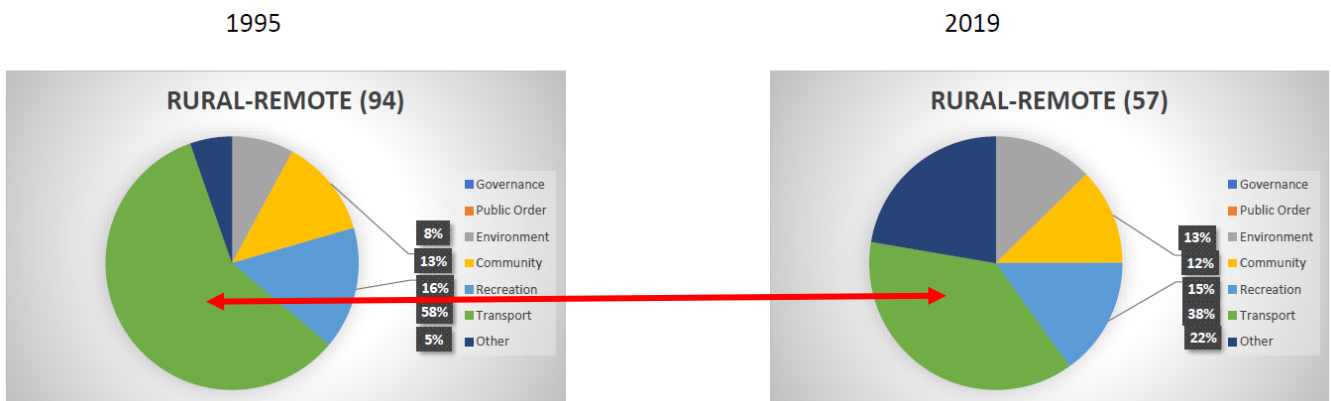 1995
2019
RURAL-REMOTE (94)
Governance
Public Order
8% Environment
13% Community
16% Recreation
58% Transport
5% Other
RURAL-REMOTE (57)
Governance
Public Order
13% Environment
12% Community
15% Recreation
38% Transport
22% Other